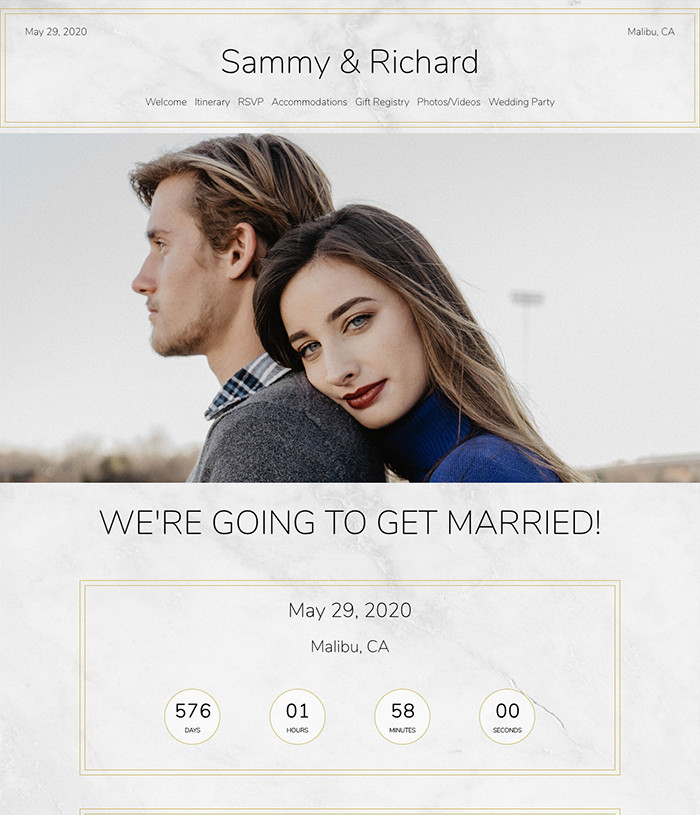 May 29, 2020
Malibu, CA
Sammy & Richard
Welcome Itinerary RSVP Accommodations Gift Registry Photos/Videos Wedding Party
WE'RE GOING TO GET MARRIED!
May 29, 2020
Malibu, CA
576 01 58 00
DAYS HOURS MINUTES SECONDS